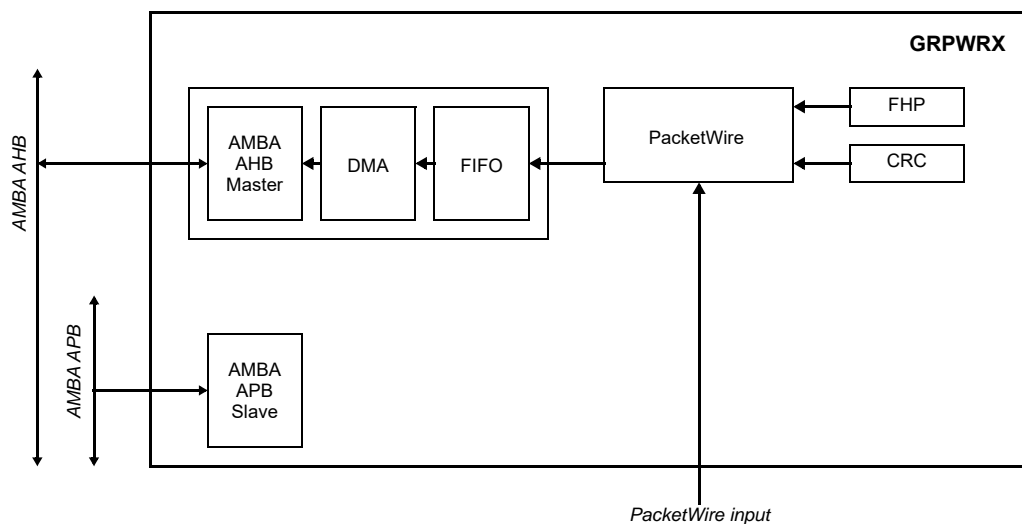 GRPWRX
FHP
AMBA
AHB
Master
DMA
FIFO
PacketWire
CRC
AMBA AHB
AMBA APB
AMBA
APB
Slave
PacketWire input